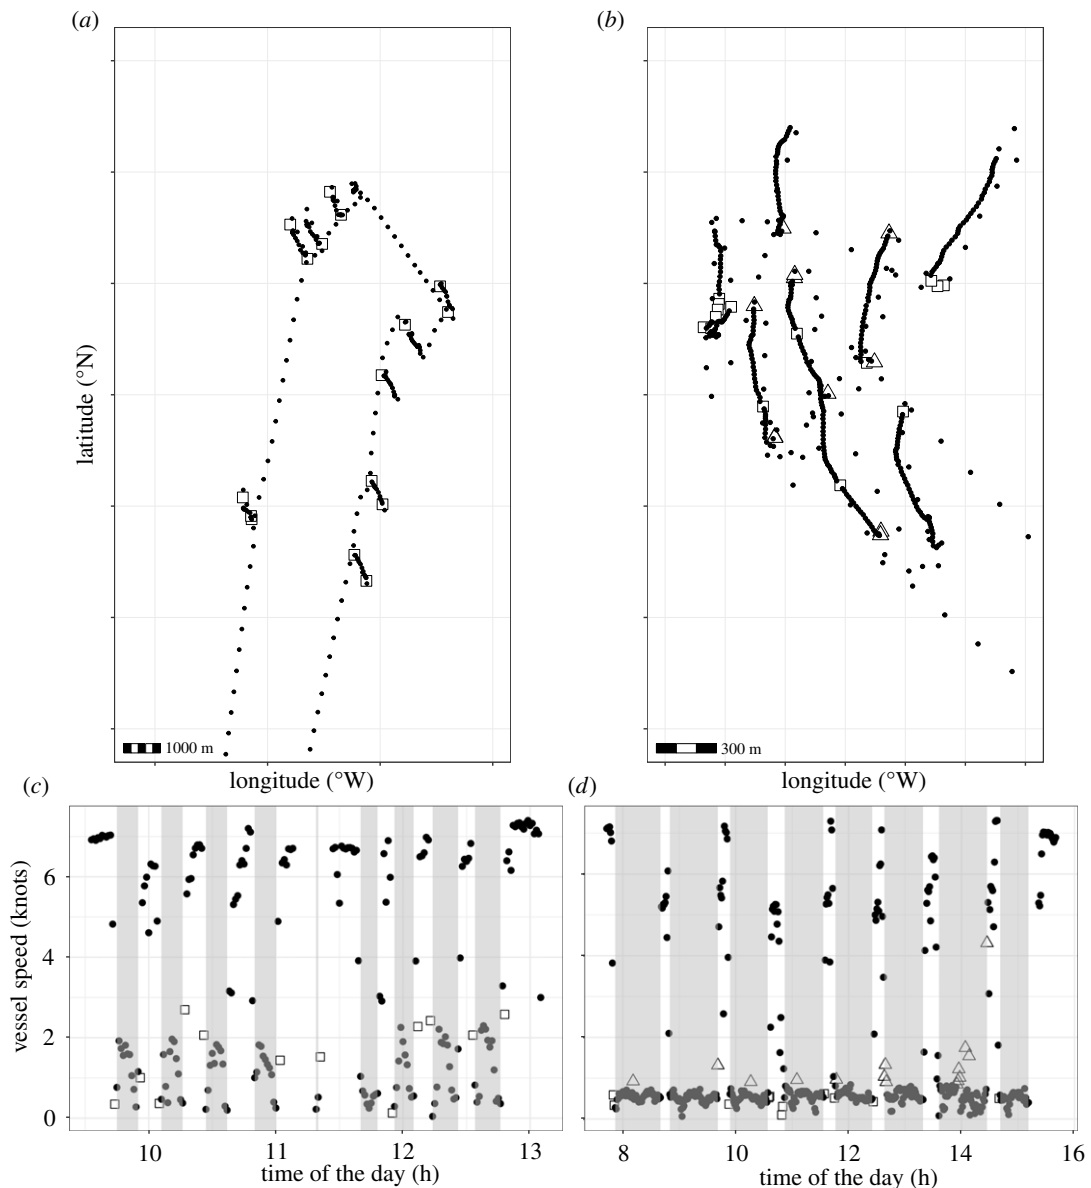 (a)
(b)
latitude (°N)
1000 m
300 m
longitude (°W)
longitude (°W)
(c)
(d)
vessel speed (knots)
6
4
2
0
10
11
12
13
8
10
12
14
16
time of the day (h)
time of the day (h)